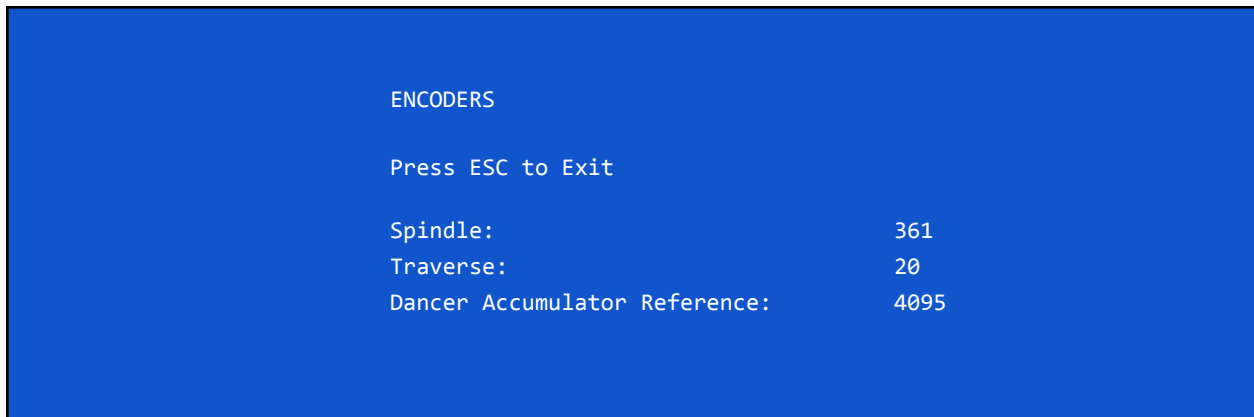 ENCODERS
Press ESC to Exit
Spindle: 361
Traverse: 20
Dancer Accumulator Reference: 4095